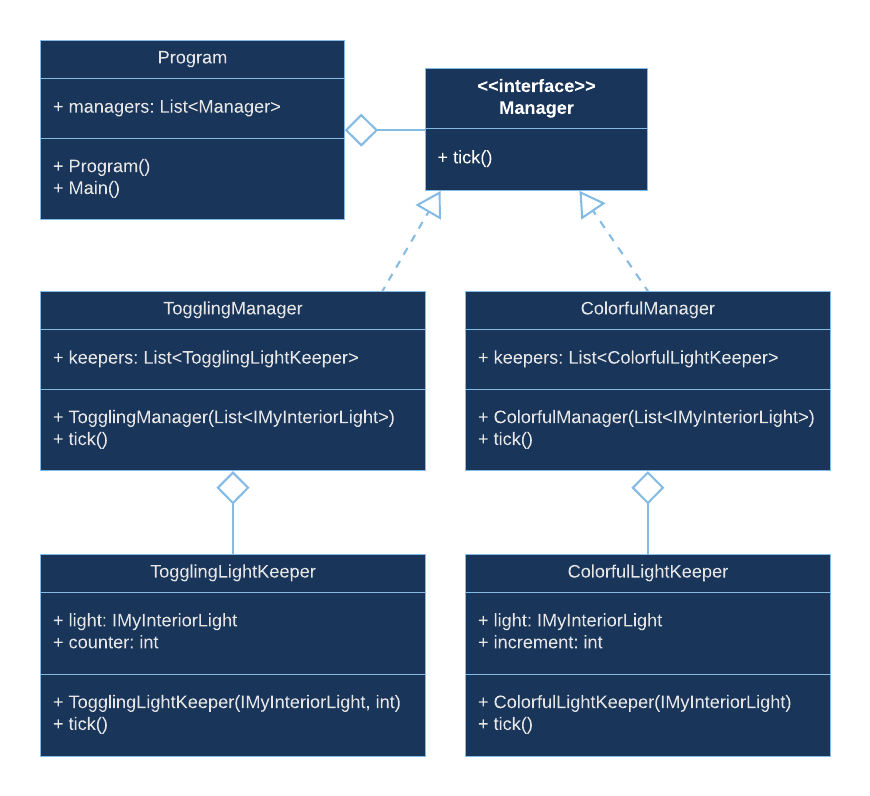 Program
+ managers: List<Manager>
+ Program()
+ Main()
<<interface>>
Manager
+ tick()
TogglingManager
+ keepers: List<TogglingLightKeeper>
+ TogglingManager(List<IMyInteriorLight>)
+ tick()
ColorfulManager
+ keepers: List<ColorfulLightKeeper>
+ ColorfulManager(List<IMyInteriorLight>)
+ tick()
TogglingLightKeeper
+ light: IMyInteriorLight
+ counter: int
+ TogglingLightKeeper(IMyInteriorLight, int)
+ tick()
ColorfulLightKeeper
+ light: IMyInteriorLight
+ increment: int
+ ColorfulLightKeeper(IMyInteriorLight)
+ tick()